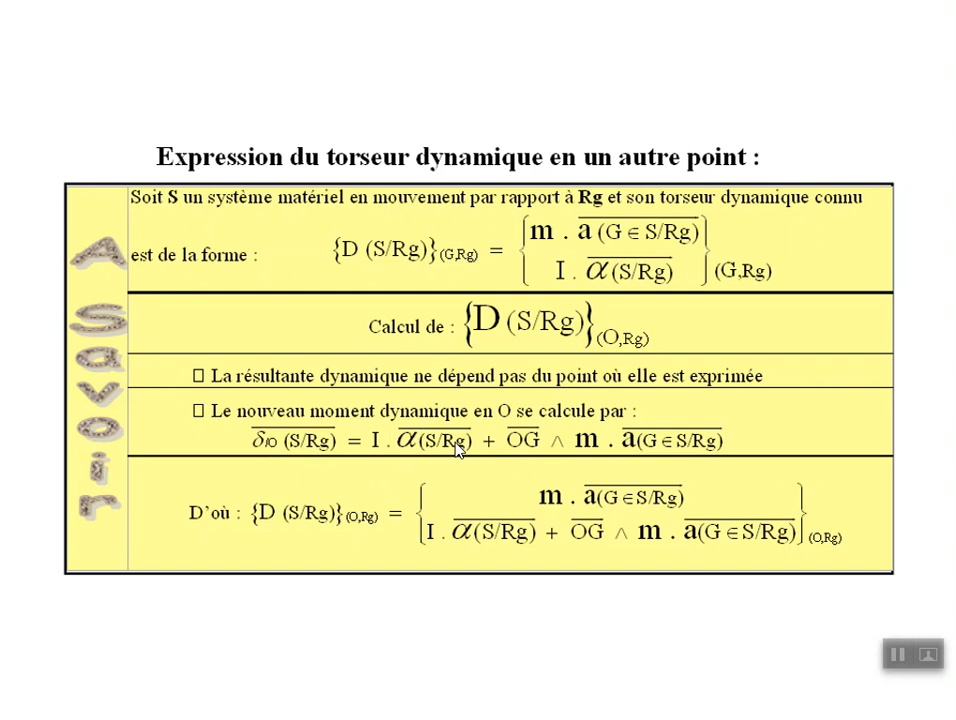 Expression du torseur dynamique en un autre point :
A Savoir
Soit S un système matériel en mouvement par rapport à Rg et son torseur dynamique connu
est de la forme : {D (S/Rg)}(G,Rg) = { m . a (G ∈ S/Rg)
I . α (S/Rg) } (G,Rg)
Calcul de : {D (S/Rg)}(O,Rg)
▯ La résultante dynamique ne dépend pas du point où elle est exprimée
▯ Le nouveau moment dynamique en O se calcule par :
δ/O (S/Rg) = I . α (S/Rg) + OG ∧ m . a(G ∈ S/Rg)
D'où : {D (S/Rg)}(O,Rg) = { m . a(G ∈ S/Rg)
I . α (S/Rg) + OG ∧ m . a(G ∈ S/Rg) } (O,Rg)